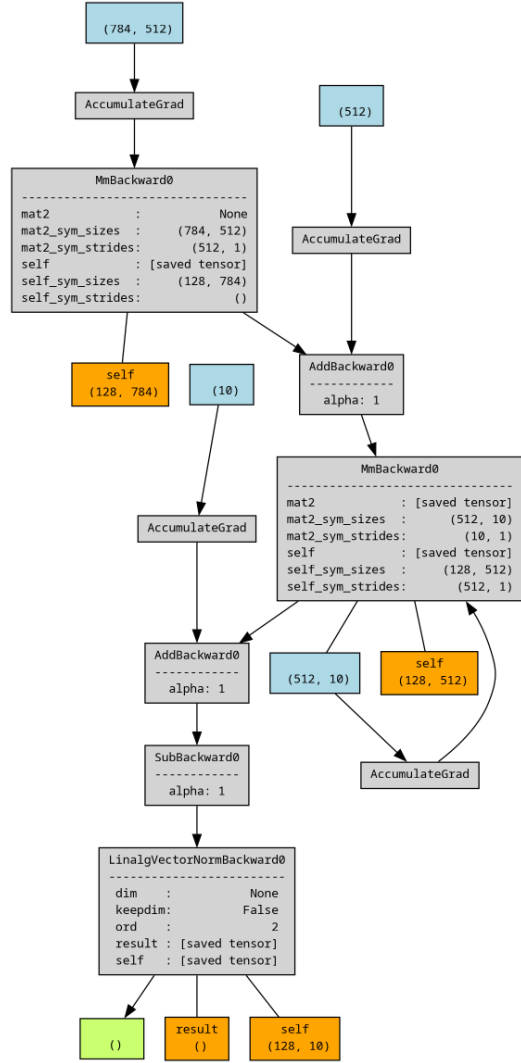 (784, 512)
AccumulateGrad
(512)
MmBackward0
-------------------------------
mat2            :           None
mat2_sym_sizes  :     (784, 512)
mat2_sym_strides:       (512, 1)
self            : [saved tensor]
self_sym_sizes  :     (128, 784)
self_sym_strides:             ()
AccumulateGrad
self
(128, 784)
(10)
AddBackward0
------------
alpha: 1
MmBackward0
-------------------------------
mat2            : [saved tensor]
mat2_sym_sizes  :      (512, 10)
mat2_sym_strides:        (10, 1)
self            : [saved tensor]
self_sym_sizes  :     (128, 512)
self_sym_strides:       (512, 1)
AccumulateGrad
AddBackward0
------------
alpha: 1
(512, 10)
self
(128, 512)
SubBackward0
------------
alpha: 1
AccumulateGrad
LinalgVectorNormBackward0
-------------------------
dim    :           None
keepdim:          False
ord    :              2
result : [saved tensor]
self   : [saved tensor]
()
result
()
self
(128, 10)